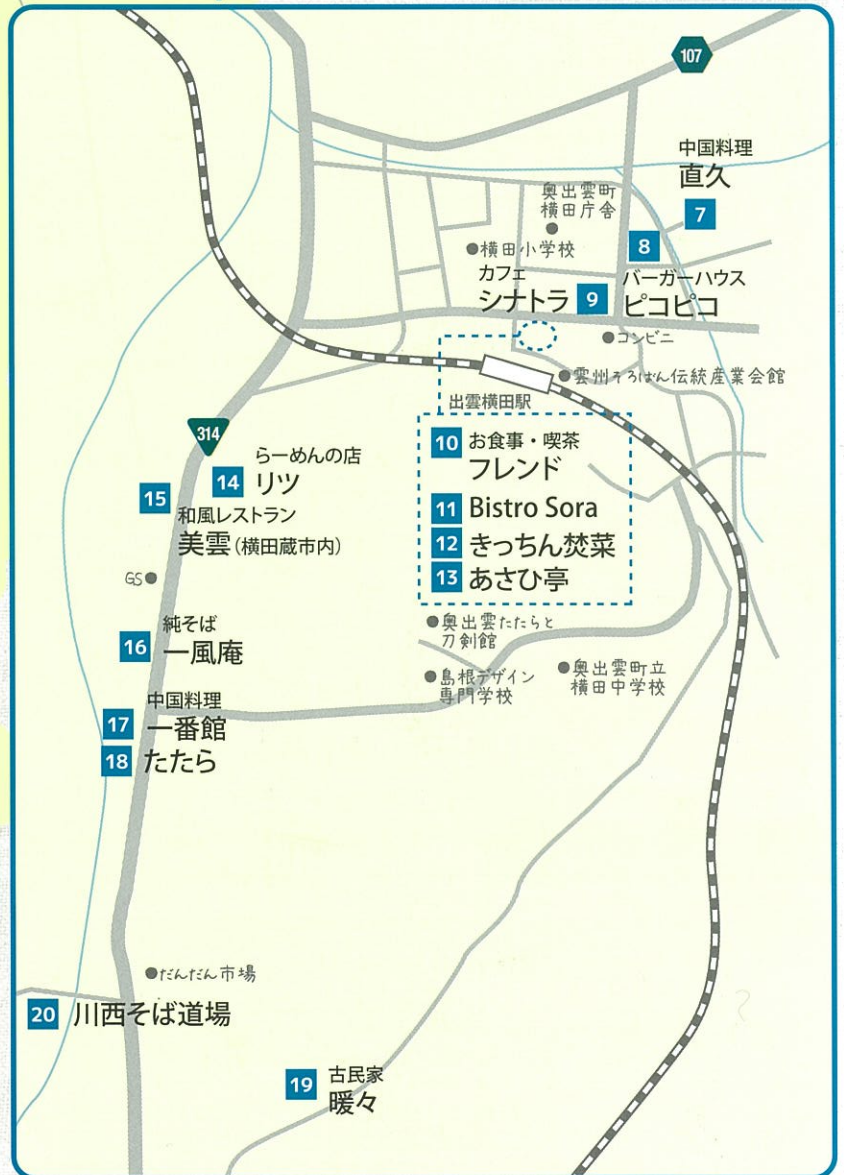 107
中国料理
直久
7
奥出雲町
横田庁舎
8
横田小学校
カフェ
シナトラ
9
バーガーハウス
ピコピコ
コンビニ
雲州そろばん伝統産業会館
出雲横田駅
314
10 お食事・喫茶
フレンド
11 Bistro Sora
12 きっちん焚菜
13 あさひ亭
らーめんの店
14 リツ
15
和風レストラン
美雲(横田蔵市内)
GS
奥出雲たたらと
刀剣館
純そば
16 一風庵
島根デザイン
専門学校
奥出雲町立
横田中学校
中国料理
17 一番館
18 たたら
だんだん市場
20 川西そば道場
古民家
19 暖々